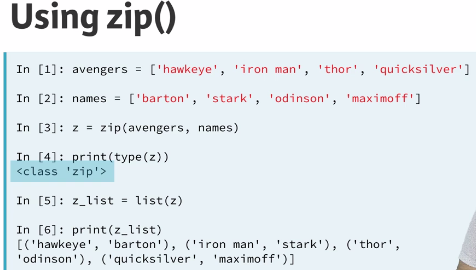 Using zip()
In [1]: avengers = ['hawkeye', 'iron man', 'thor', 'quicksilver']
In [2]: names = ['barton', 'stark', 'odinson', 'maximoff']
In [3]: z = zip(avengers, names)
In [4]: print(type(z))
<class 'zip'>
In [5]: z_list = list(z)
In [6]: print(z_list)
[('hawkeye', 'barton'), ('iron man', 'stark'), ('thor',
'odinson'), ('quicksilver', 'maximoff')]